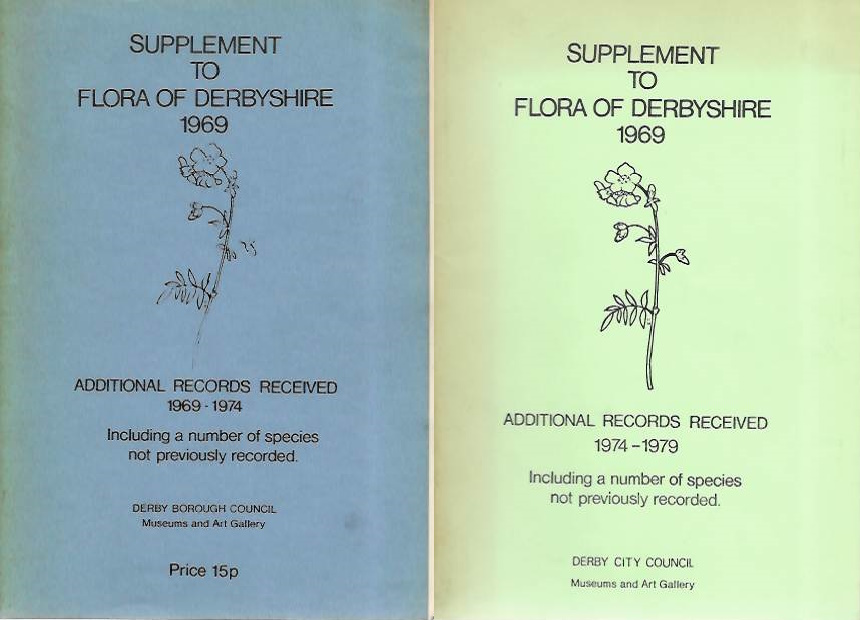 SUPPLEMENT
TO
FLORA OF DERBYSHIRE
1969
ADDITIONAL RECORDS RECEIVED
1969-1974
Including a number of species
not previously recorded.
DERBY BOROUGH COUNCIL
Museums and Art Gallery
Price 15p
SUPPLEMENT
TO
FLORA OF DERBYSHIRE
1969
ADDITIONAL RECORDS RECEIVED
1974-1979
Including a number of species
not previously recorded.
DERBY CITY COUNCIL
Museums and Art Gallery